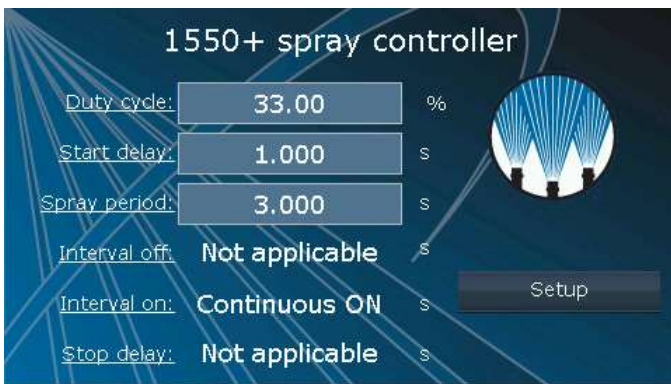 1550+ spray controller
Duty cycle: 33.00 %
Start delay: 1.000 s
Spray period: 3.000 s
Interval off: Not applicable s
Interval on: Continuous ON s
Setup
Stop delay: Not applicable s